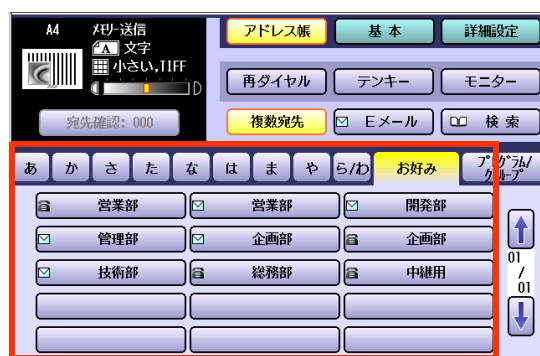 A4 ﾒﾓﾘｰ送信
A 文字
小さい,TIFF
D
宛先確認: 000
アドレス帳 基本 詳細設定
再ダイヤル テンキー モニター
複数宛先 Eメール 検索
あ か さ た な は ま や ら/わ お好み ﾌﾟﾛｸﾞﾗﾑ/ｸﾞﾙｰﾌﾟ
営業部 営業部 開発部
管理部 企画部 企画部
技術部 総務部 中継用
01
/
01